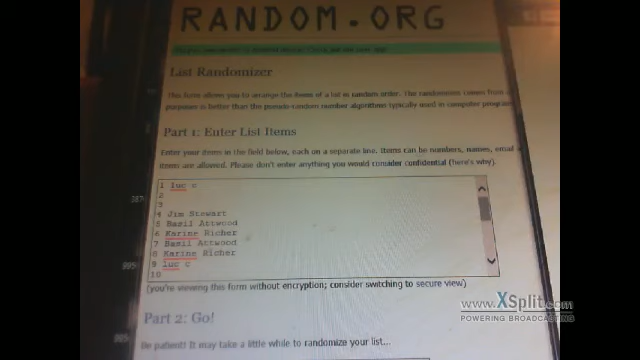 RANDOM.ORG
List Randomizer
This form allows you to arrange the items of a list in random order. The randomness comes from
purposes is better than the pseudo-random number algorithms typically used in computer program
Part 1: Enter List Items
Enter your items in the field below, each on a separate line. Items can be numbers, names, email
items are allowed. Please don't enter anything you would consider confidential (here's why).
1 luc c
2
3
4 Jim Stewart
5 Basil Attwood
6 Karine Richer
7 Basil Attwood
8 Karine Richer
9 luc c
10
(you're viewing this form without encryption; consider switching to secure view)
Part 2: Go!
Be patient! It may take a little while to randomize your list...
www.XSplit.com
POWERING BROADCASTING